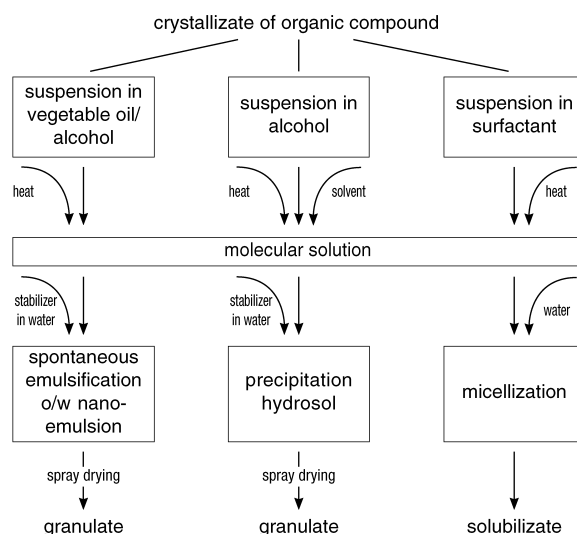 crystallizate of organic compound
suspension in
vegetable oil/
alcohol
suspension in
alcohol
suspension in
surfactant
heat
heat
solvent
heat
molecular solution
stabilizer
in water
stabilizer
in water
water
spontaneous
emulsification
o/w nano-
emulsion
precipitation
hydrosol
micellization
spray drying
spray drying
granulate
granulate
solubilizate